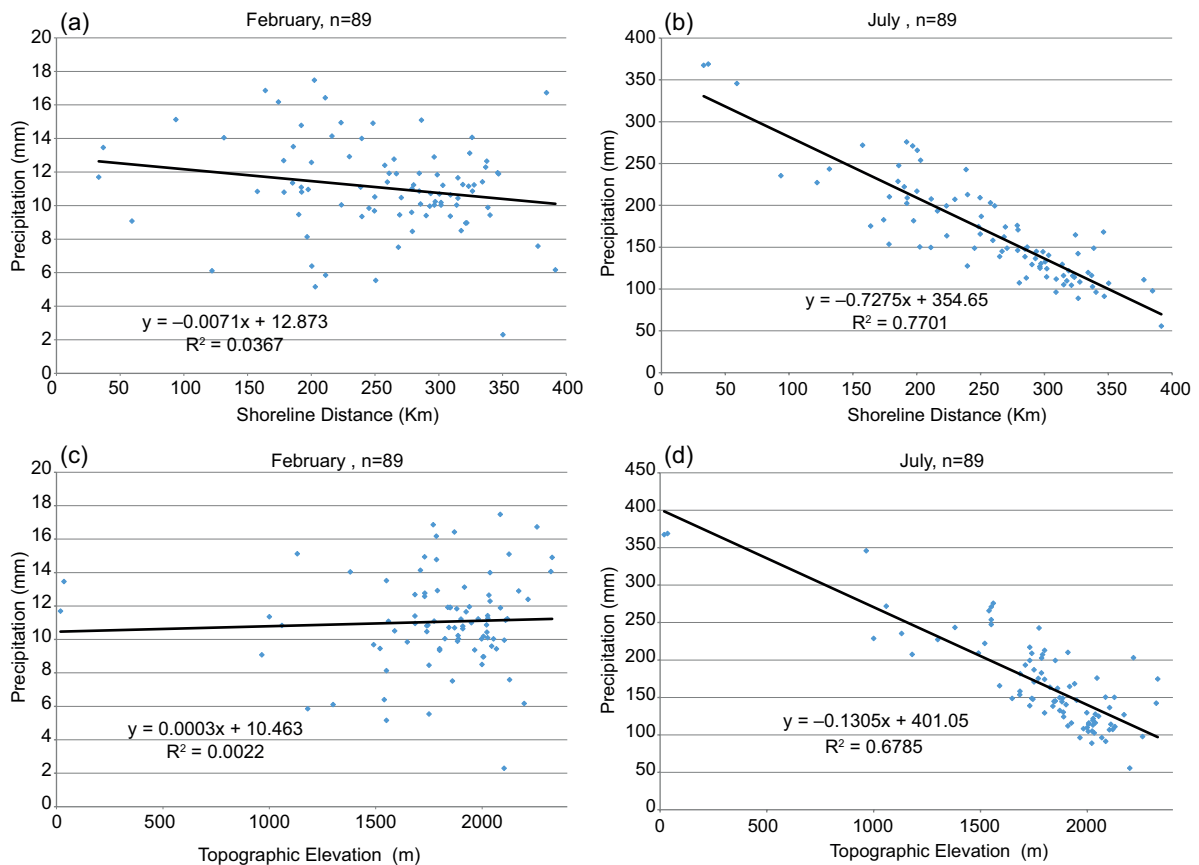 (a)
February, n=89
20
18
16
14
12
10
8
6
4
2
0
Precipitation (mm)
y = –0.0071x + 12.873
R² = 0.0367
0 50 100 150 200 250 300 350 400
Shoreline Distance (Km)
(b)
July , n=89
400
350
300
250
200
150
100
50
0
Precipitation (mm)
y = –0.7275x + 354.65
R² = 0.7701
0 50 100 150 200 250 300 350 400
Shoreline Distance (Km)
(c)
February , n=89
20
18
16
14
12
10
8
6
4
2
0
Precipitation (mm)
y = 0.0003x + 10.463
R² = 0.0022
0 500 1000 1500 2000
Topographic Elevation (m)
(d)
July, n=89
450
400
350
300
250
200
150
100
50
0
Precipitation (mm)
y = –0.1305x + 401.05
R² = 0.6785
0 500 1000 1500 2000
Topographic Elevation (m)